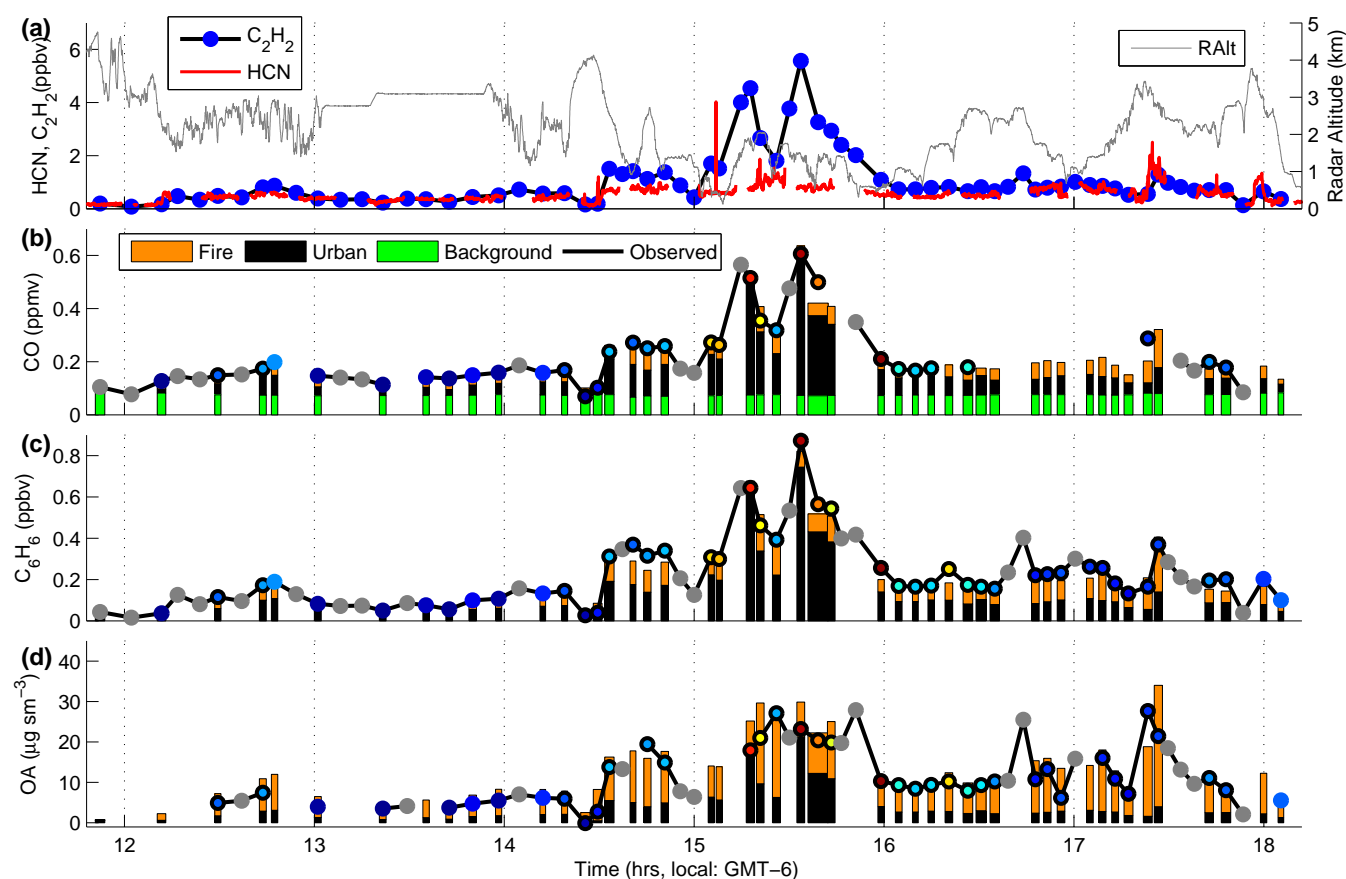 (a)
HCN, C2H2(ppbv)
6
4
2
0
C2H2
HCN
RAlt
5
4
3
2
1
0
Radar Altitude (km)
(b)
CO (ppmv)
0.6
0.4
0.2
0
Fire Urban Background Observed
(c)
C6H6 (ppbv)
0.8
0.6
0.4
0.2
0
(d)
OA (µg sm−3)
40
30
20
10
0
12 13 14 15 16 17 18
Time (hrs, local: GMT−6)